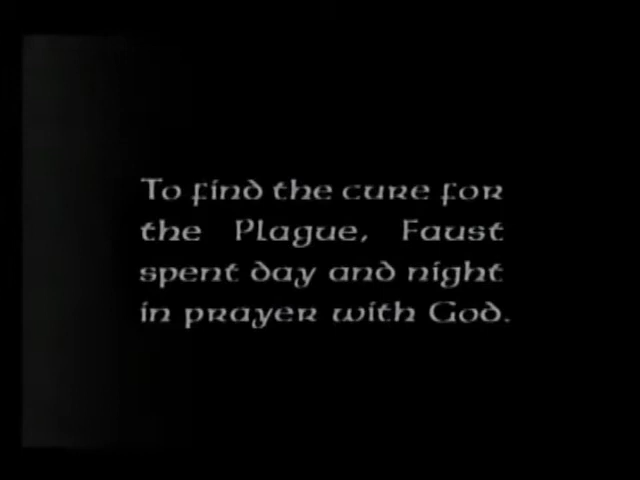 To find the cure for
the Plague, Faust
spent day and night
in prayer with God.